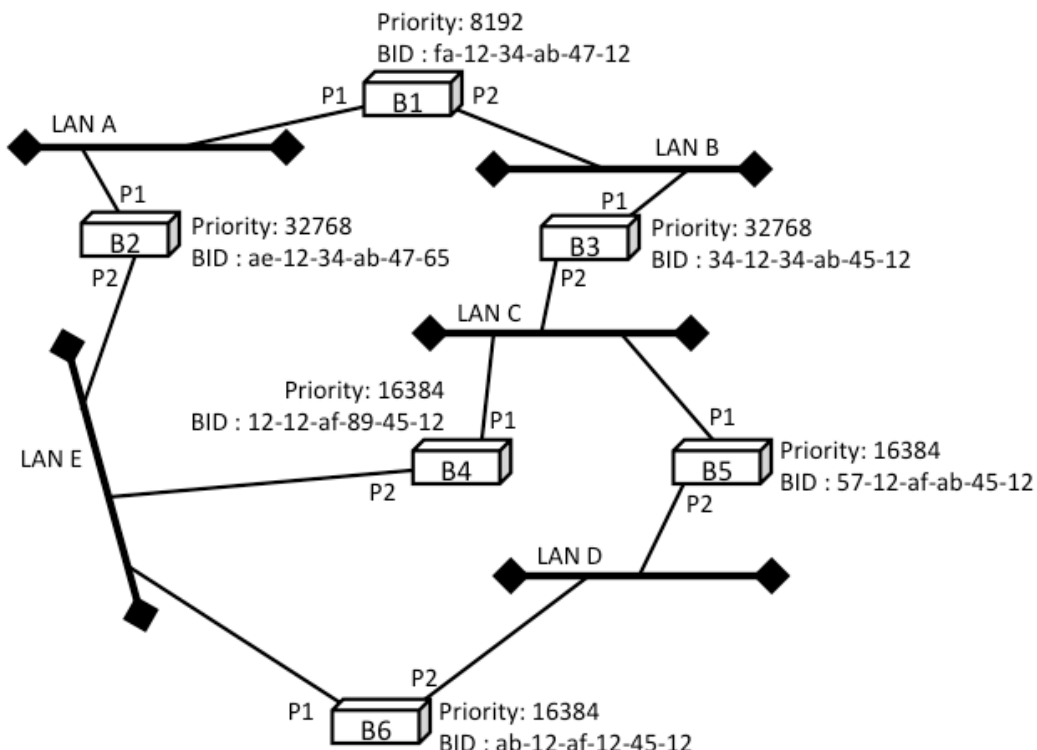 Priority: 8192
BID : fa-12-34-ab-47-12
P1
B1
P2
LAN A
LAN B
P1
B2
P2
Priority: 32768
BID : ae-12-34-ab-47-65
P1
B3
P2
Priority: 32768
BID : 34-12-34-ab-45-12
LAN C
Priority: 16384
BID : 12-12-af-89-45-12
P1
B4
P2
P1
B5
P2
Priority: 16384
BID : 57-12-af-ab-45-12
LAN E
LAN D
P2
P1
B6
Priority: 16384
BID : ab-12-af-12-45-12